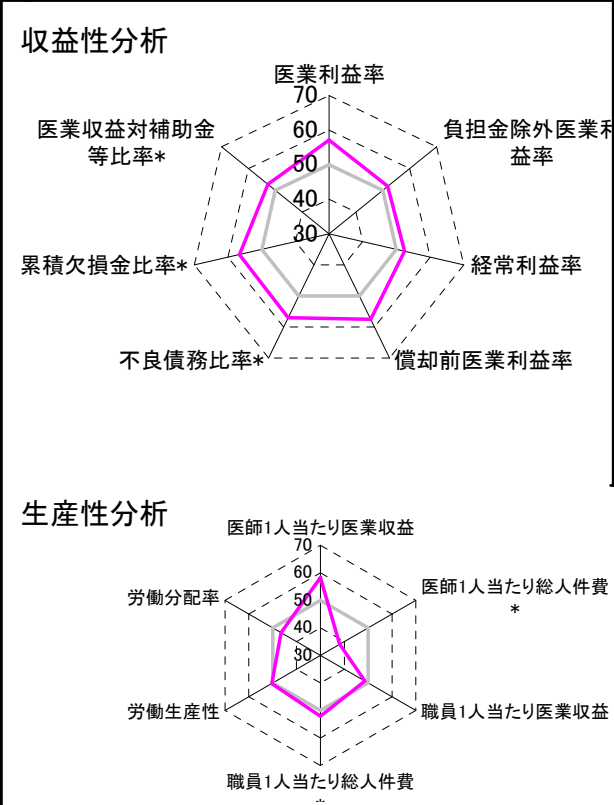 収益性分析
医業利益率
70
60
50
40
30
負担金除外医業利
益率
経常利益率
償却前医業利益率
不良債務比率*
累積欠損金比率*
医業収益対補助金
等比率*
生産性分析
医師1人当たり医業収益
70
60
50
40
30
医師1人当たり総人件費
*
職員1人当たり医業収益
職員1人当たり総人件費
*
労働生産性
労働分配率